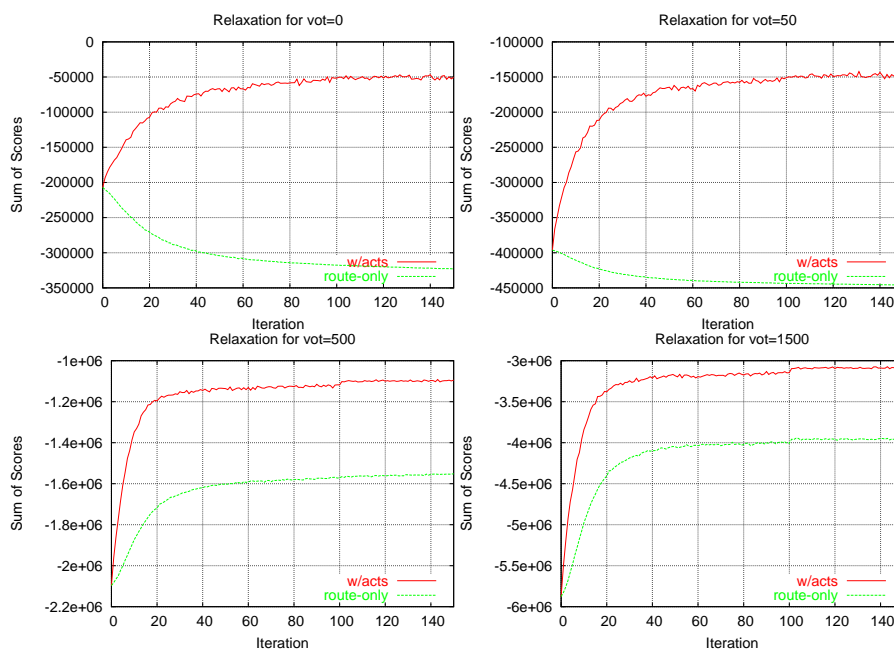 Relaxation for vot=0
0
-50000
-100000
-150000
-200000
-250000
-300000
-350000
Sum of Scores
w/acts
route-only
0 20 40 60 80 100 120 140
Iteration
Relaxation for vot=50
-100000
-150000
-200000
-250000
-300000
-350000
-400000
-450000
Sum of Scores
w/acts
route-only
0 20 40 60 80 100 120 140
Iteration
Relaxation for vot=500
-1e+06
-1.2e+06
-1.4e+06
-1.6e+06
-1.8e+06
-2e+06
-2.2e+06
Sum of Scores
w/acts
route-only
0 20 40 60 80 100 120 140
Iteration
Relaxation for vot=1500
-3e+06
-3.5e+06
-4e+06
-4.5e+06
-5e+06
-5.5e+06
-6e+06
Sum of Scores
w/acts
route-only
0 20 40 60 80 100 120 140
Iteration